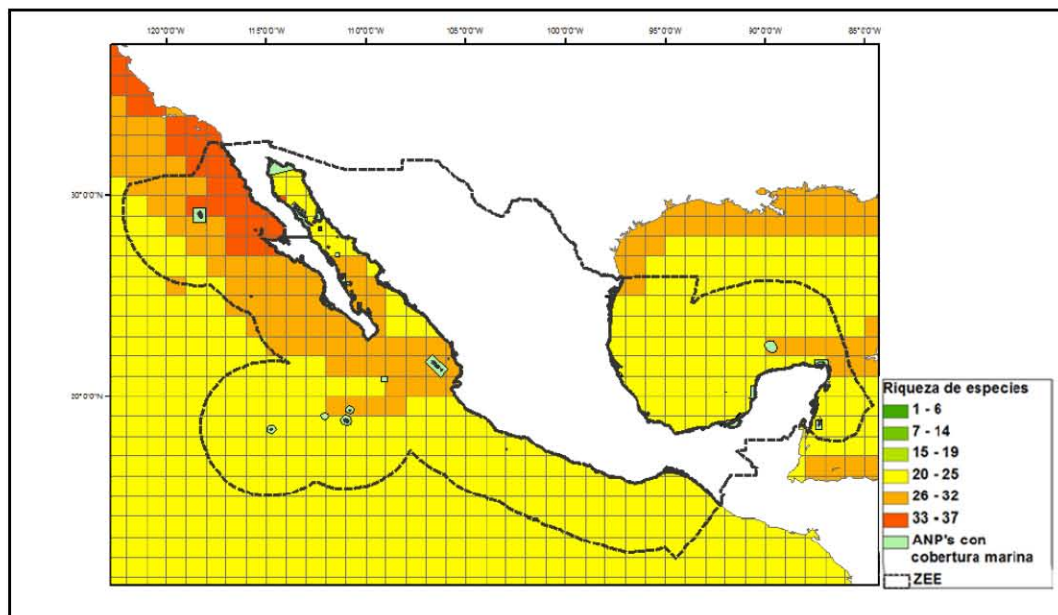 120°0'0"W 115°0'0"W 110°0'0"W 105°0'0"W 100°0'0"W 95°0'0"W 90°0'0"W 85°0'0"W
30°0'0"N
20°0'0"N
Riqueza de especies
1 - 6
7 - 14
15 - 19
20 - 25
26 - 32
33 - 37
ANP's con
cobertura marina
ZEE